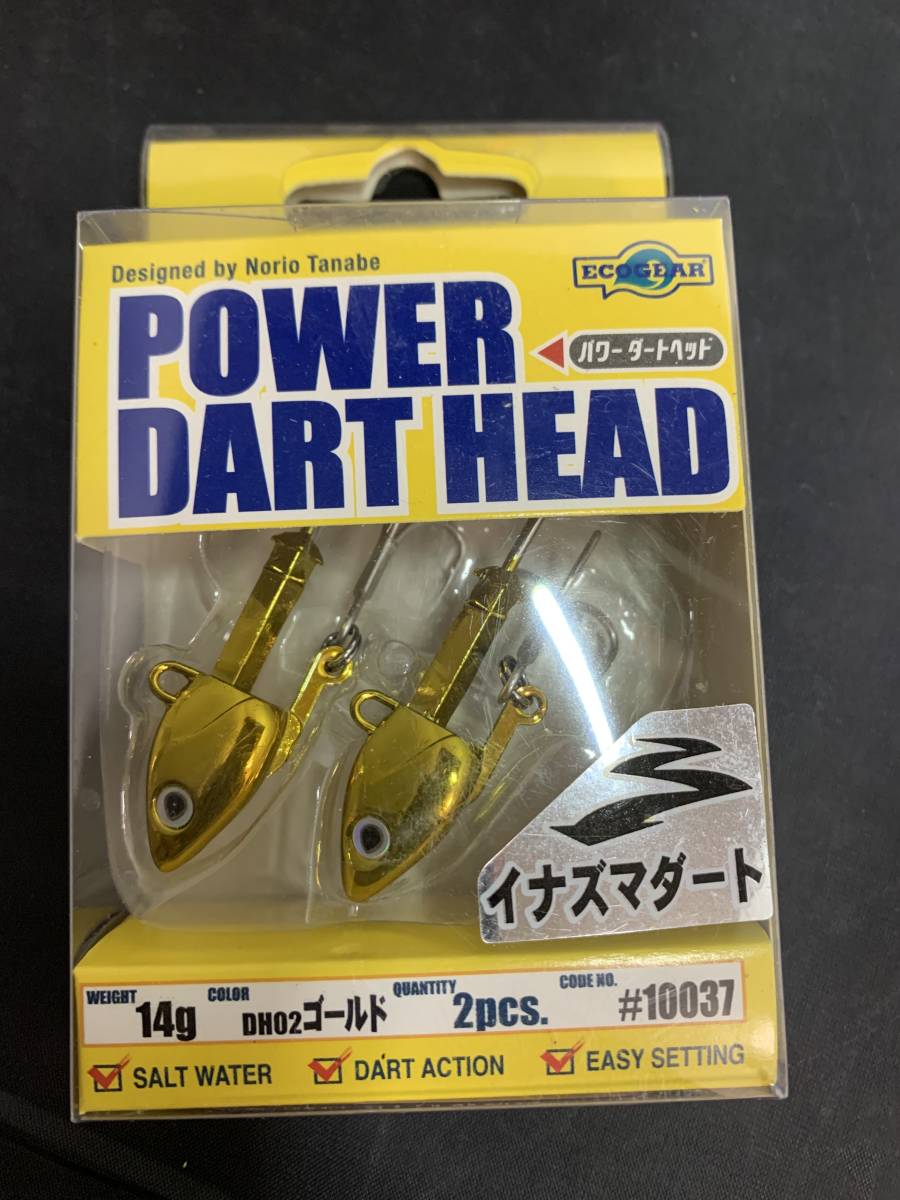 Designed by Norio Tanabe
ECOGEAR
POWER
パワーダートヘッド
DART HEAD
イナズマダート
WEIGHT
14g
COLOR
DH02ゴールド
QUANTITY
2pcs.
CODE NO.
#10037
SALT WATER
DART ACTION
EASY SETTING